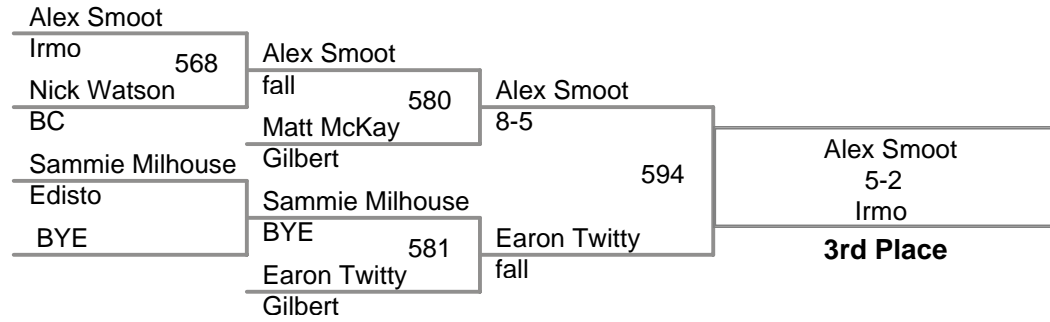 Alex Smoot
Irmo
568
Nick Watson
BC
Sammie Milhouse
Edisto
BYE
Alex Smoot
fall
580
Matt McKay
Gilbert
Sammie Milhouse
BYE
581
Earon Twitty
Gilbert
Alex Smoot
8-5
594
Earon Twitty
fall
Alex Smoot
5-2
Irmo
3rd Place